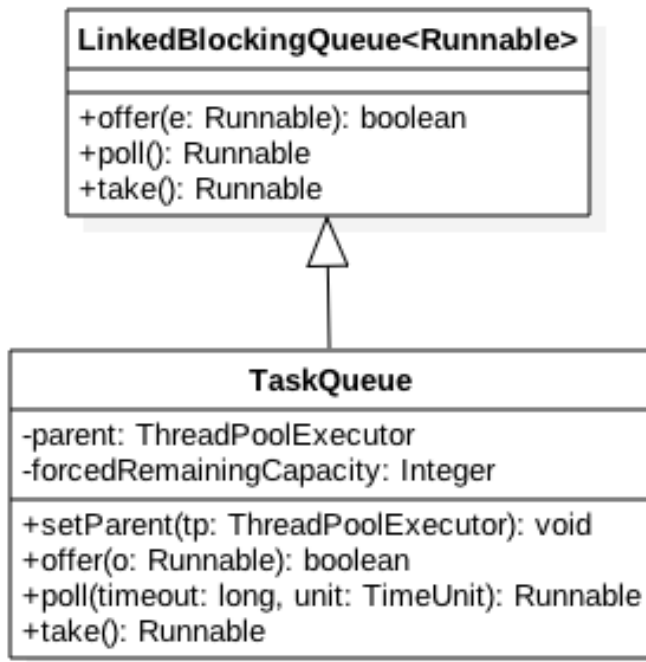 LinkedBlockingQueue<Runnable>
+offer(e: Runnable): boolean
+poll(): Runnable
+take(): Runnable
TaskQueue
-parent: ThreadPoolExecutor
-forcedRemainingCapacity: Integer
+setParent(tp: ThreadPoolExecutor): void
+offer(o: Runnable): boolean
+poll(timeout: long, unit: TimeUnit): Runnable
+take(): Runnable